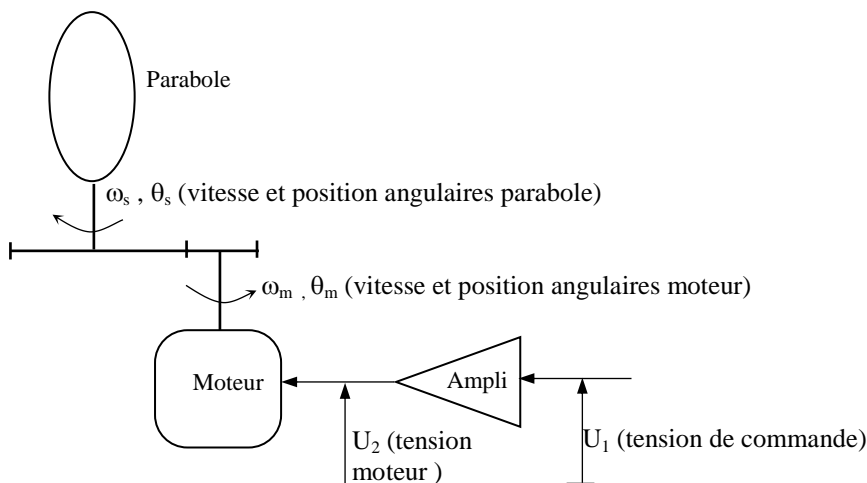 Parabole
ωs , θs (vitesse et position angulaires parabole)
ωm , θm (vitesse et position angulaires moteur)
Moteur
Ampli
U2 (tension
moteur )
U1 (tension de commande)